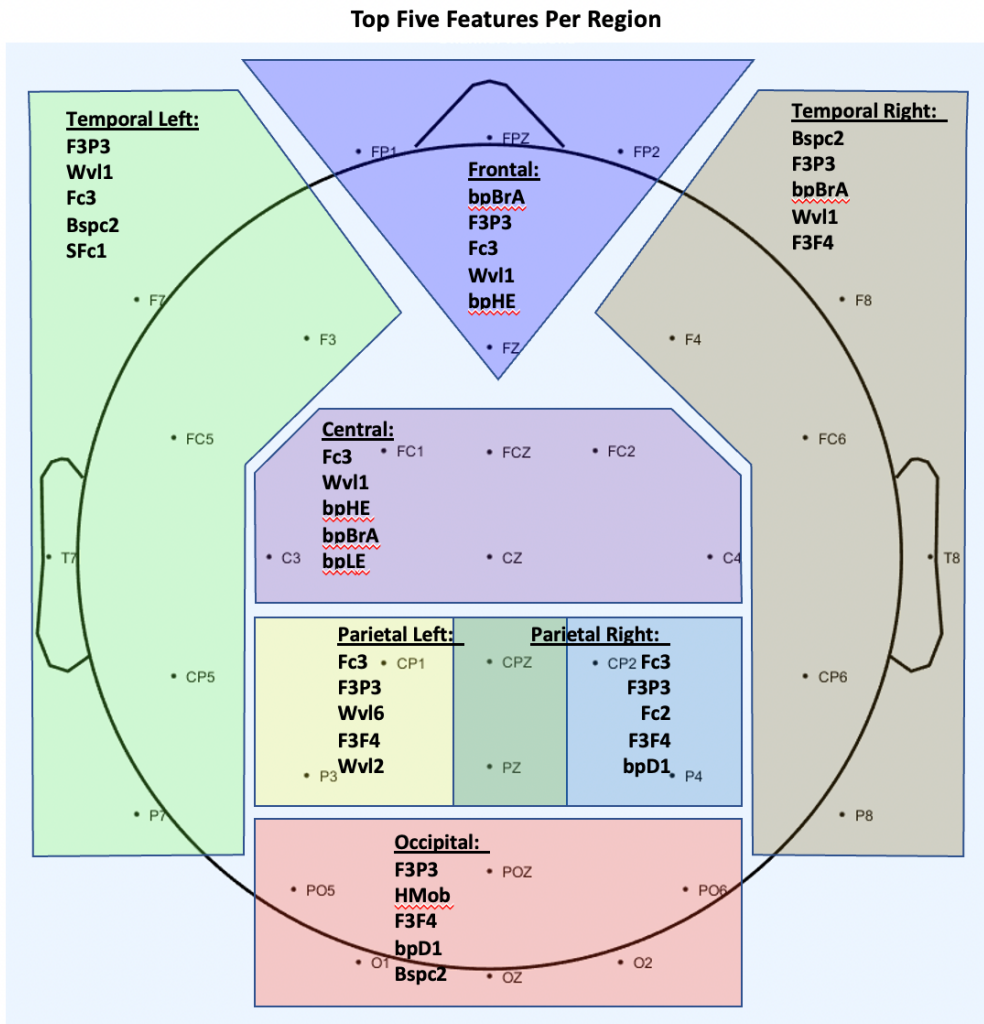 Top Five Features Per Region
Temporal Left:
F3P3
Wvl1
Fc3
Bspc2
SFc1
FP1
FPZ
FP2
Frontal:
bpBrA
F3P3
Fc3
Wvl1
bpHE
FZ
Temporal Right:
Bspc2
F3P3
bpBrA
Wvl1
F3F4
F7
F3
F4
F8
FC5
FC6
Central:
Fc3
Wvl1
bpHE
bpBrA
bpLE
FC1
FCZ
FC2
T7
C3
CZ
C4
T8
Parietal Left:
Fc3
F3P3
Wvl6
F3F4
Wvl2
CP1
P3
CPZ
PZ
Parietal Right:
CP2 Fc3
F3P3
Fc2
F3F4
bpD1
P4
CP5
CP6
P7
P8
Occipital:
F3P3
HMob
F3F4
bpD1
Bspc2
POZ
PO5
PO6
O1
OZ
O2